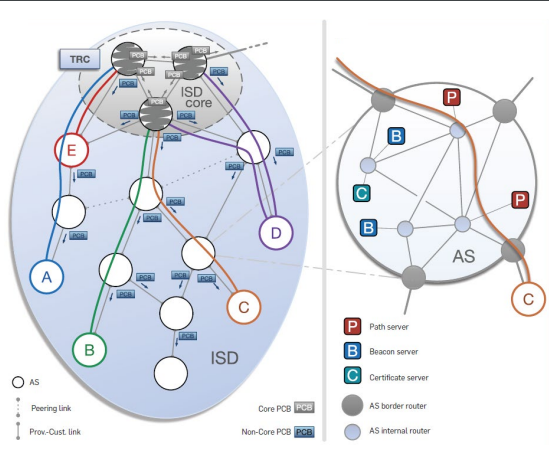 TRC
PCB
PCB
PCB
PCB
PCB
PCB
PCB
ISD
core
PCB
PCB
PCB
PCB
PCB
PCB
E
PCB
PCB
PCB
PCB
D
A
PCB
PCB
PCB
PCB
C
B
PCB
ISD
AS
Peering link
Prov.-Cust. link
Core PCB PCB
Non-Core PCB PCB
P
B
C
P
B
AS
C
P Path server
B Beacon server
C Certificate server
AS border router
AS internal router